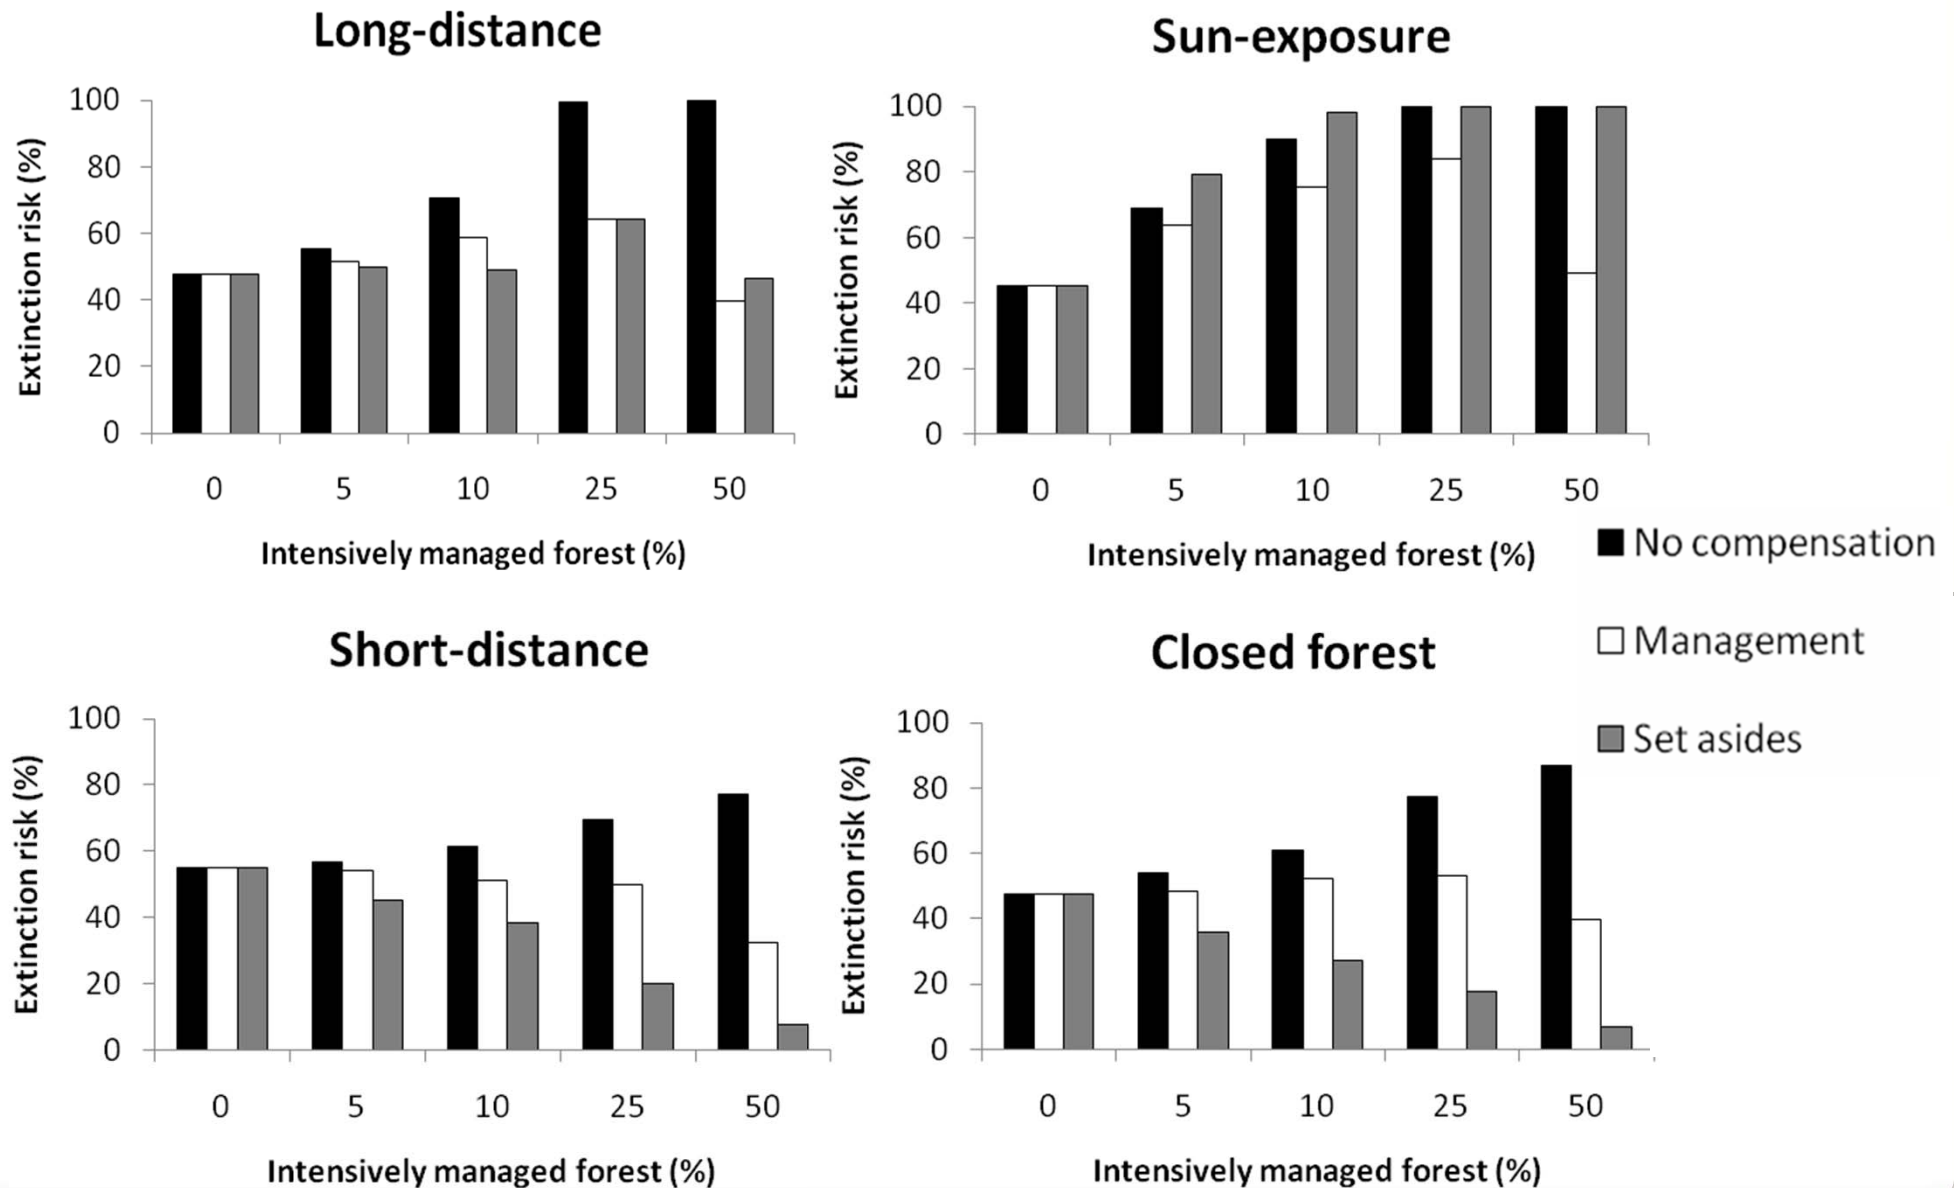 Long-distance
Extinction risk (%)
100
80
60
40
20
0
0 5 10 25 50
Intensively managed forest (%)
Sun-exposure
Extinction risk (%)
100
80
60
40
20
0
0 5 10 25 50
Intensively managed forest (%)
No compensation
Management
Set asides
Short-distance
Extinction risk (%)
100
80
60
40
20
0
0 5 10 25 50
Intensively managed forest (%)
Closed forest
Extinction risk (%)
100
80
60
40
20
0
0 5 10 25 50
Intensively managed forest (%)